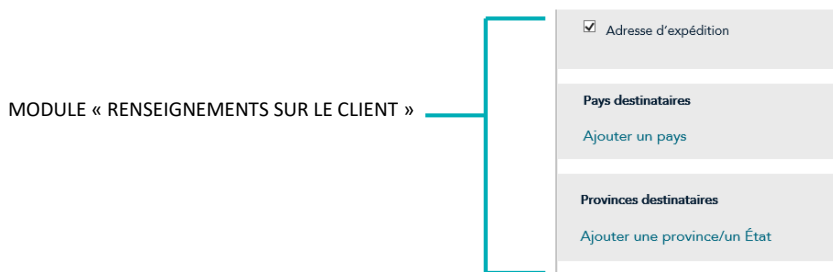 Adresse d'expédition
MODULE « RENSEIGNEMENTS SUR LE CLIENT »
Pays destinataires
Ajouter un pays
Provinces destinataires
Ajouter une province/un État